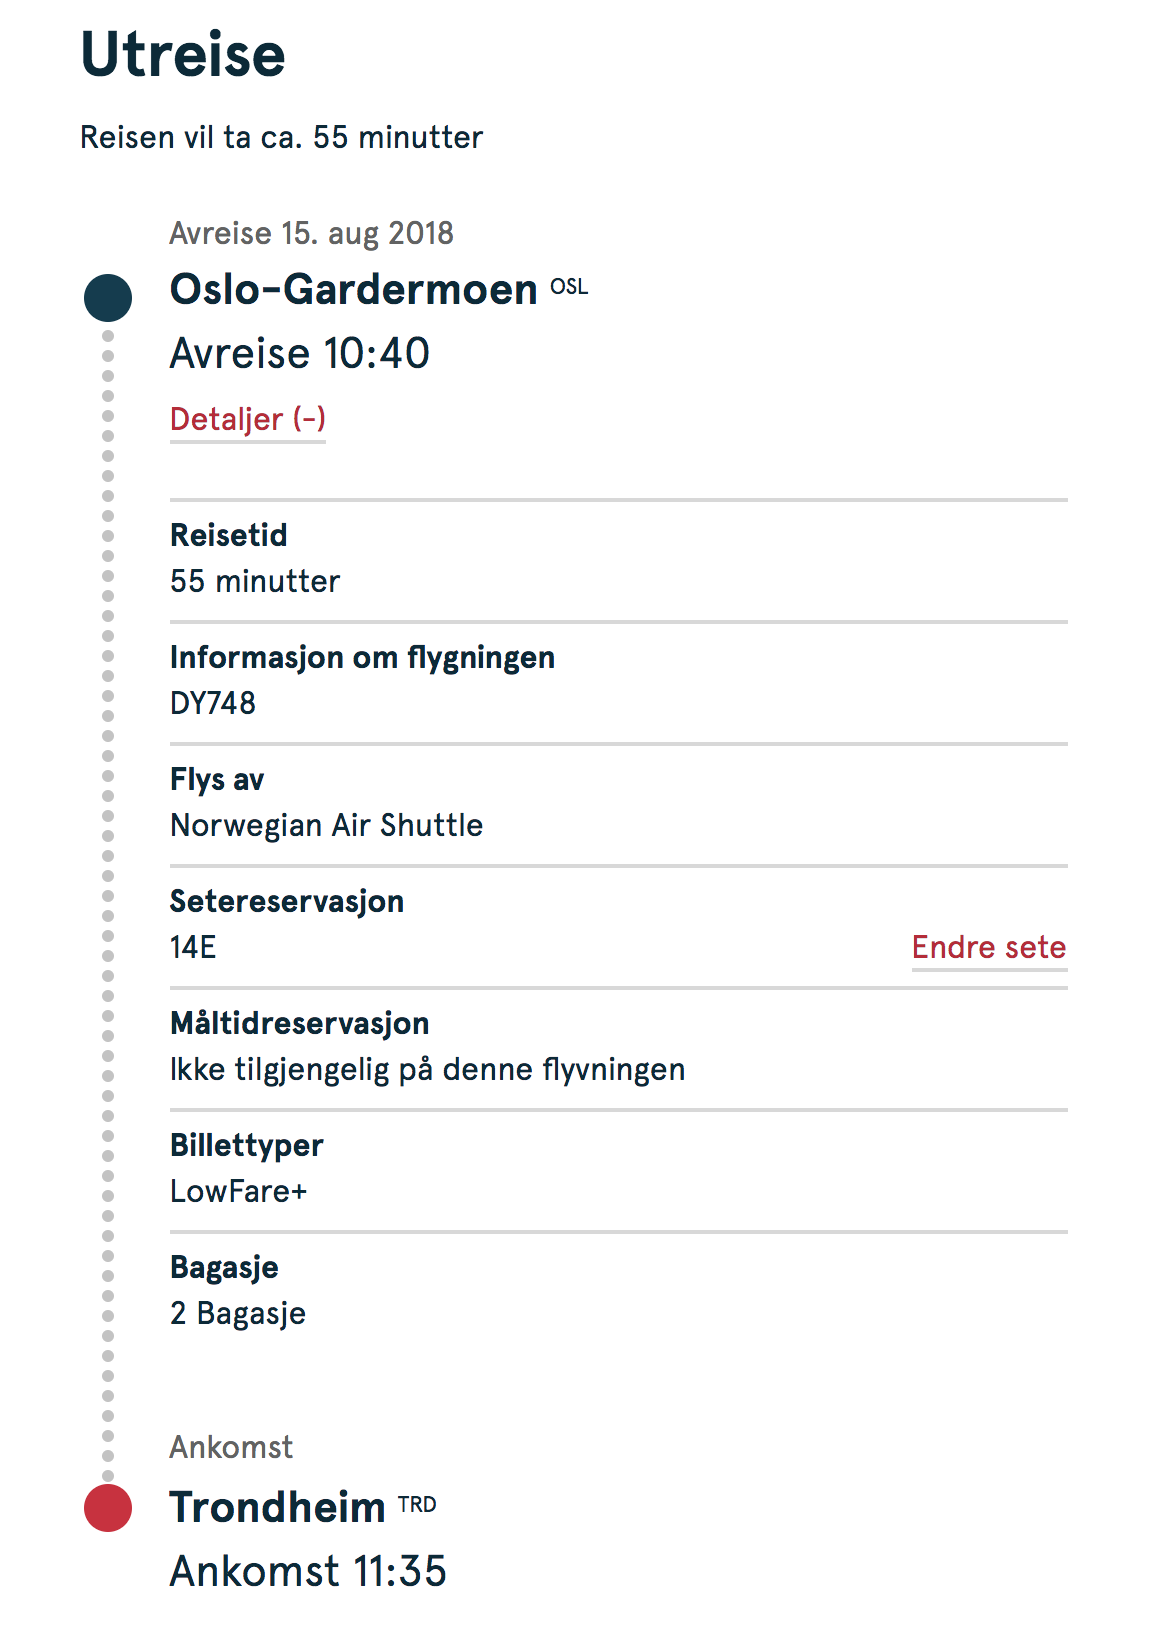 Utreise
Reisen vil ta ca. 55 minutter
Avreise 15. aug 2018
Oslo-Gardermoen OSL
Avreise 10:40
Detaljer (-)
Reisetid
55 minutter
Informasjon om flygningen
DY748
Flys av
Norwegian Air Shuttle
Setereservasjon
14E Endre sete
Måltidreservasjon
Ikke tilgjengelig på denne flyvningen
Billettyper
LowFare+
Bagasje
2 Bagasje
Ankomst
Trondheim TRD
Ankomst 11:35